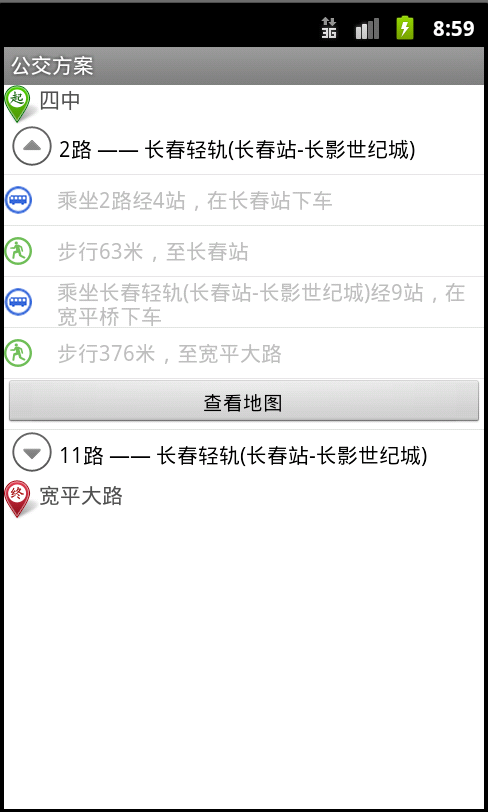 3G 8:59
公交方案
起 四中
2路 —— 长春轻轨(长春站-长影世纪城)
乘坐2路经4站，在长春站下车
步行63米，至长春站
乘坐长春轻轨(长春站-长影世纪城)经9站，在
宽平桥下车
步行376米，至宽平大路
查看地图
11路 —— 长春轻轨(长春站-长影世纪城)
终 宽平大路